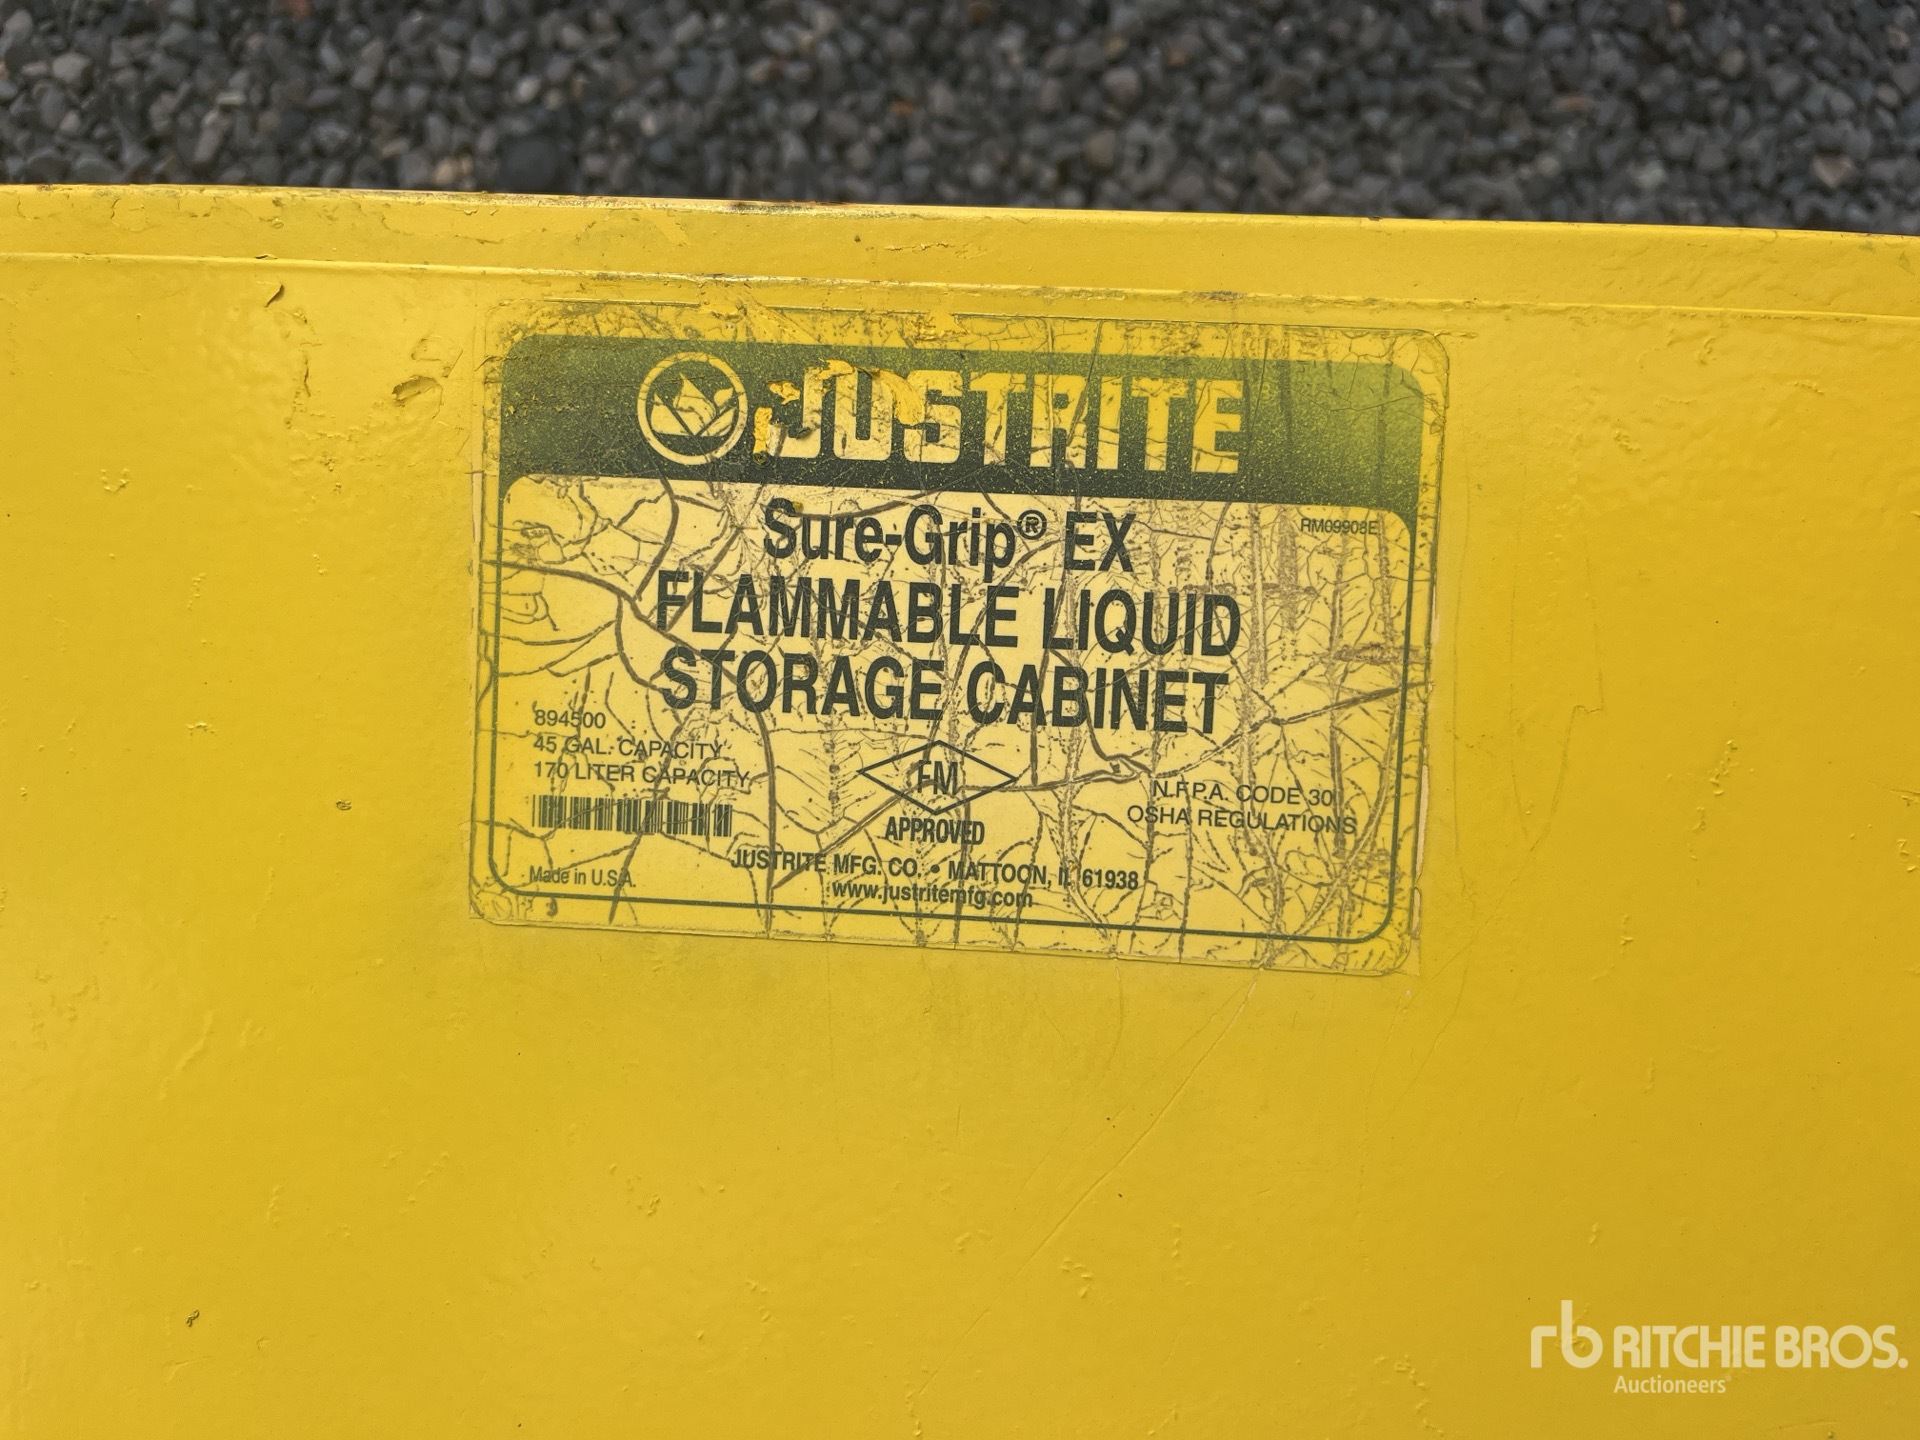 JUSTRITE
Sure-Grip® EX
RM09908E
FLAMMABLE LIQUID
STORAGE CABINET
894500
45 GAL. CAPACITY
170 LITER CAPACITY
FM
APPROVED
N.F.P.A. CODE 30
OSHA REGULATIONS
JUSTRITE MFG. CO. • MATTOON, IL 61938
www.justritemfg.com
Made in U.S.A.
rb RITCHIE BROS.
Auctioneers